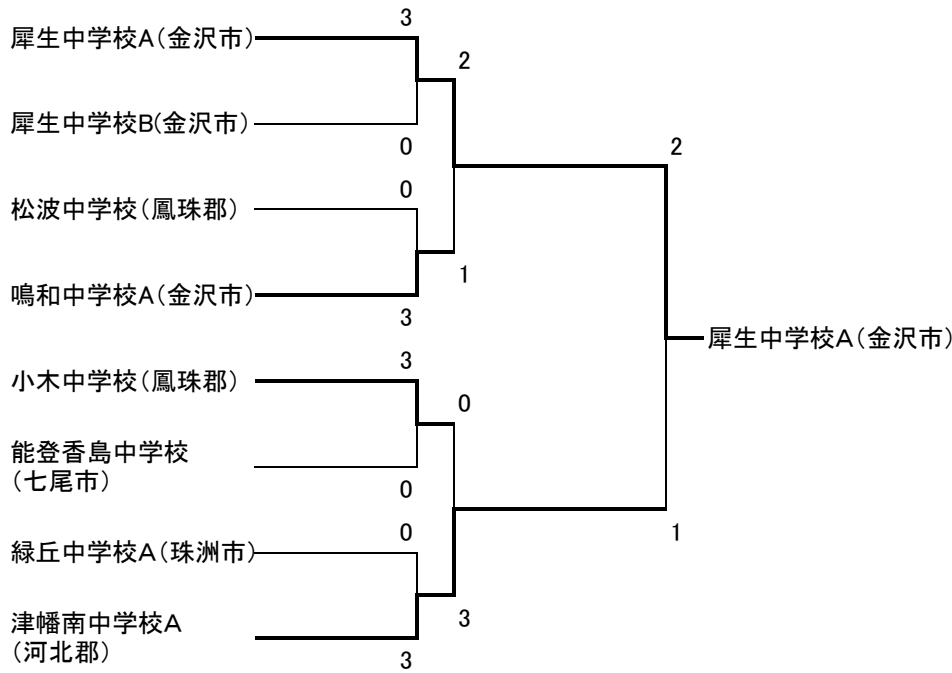 3
犀生中学校A（金沢市）
2
犀生中学校B(金沢市）
0
2
0
松波中学校（鳳珠郡）
1
鳴和中学校A（金沢市）
3
犀生中学校A（金沢市）
3
小木中学校（鳳珠郡）
0
能登香島中学校
（七尾市）
0
0
1
緑丘中学校A（珠洲市）
3
津幡南中学校A
（河北郡）
3